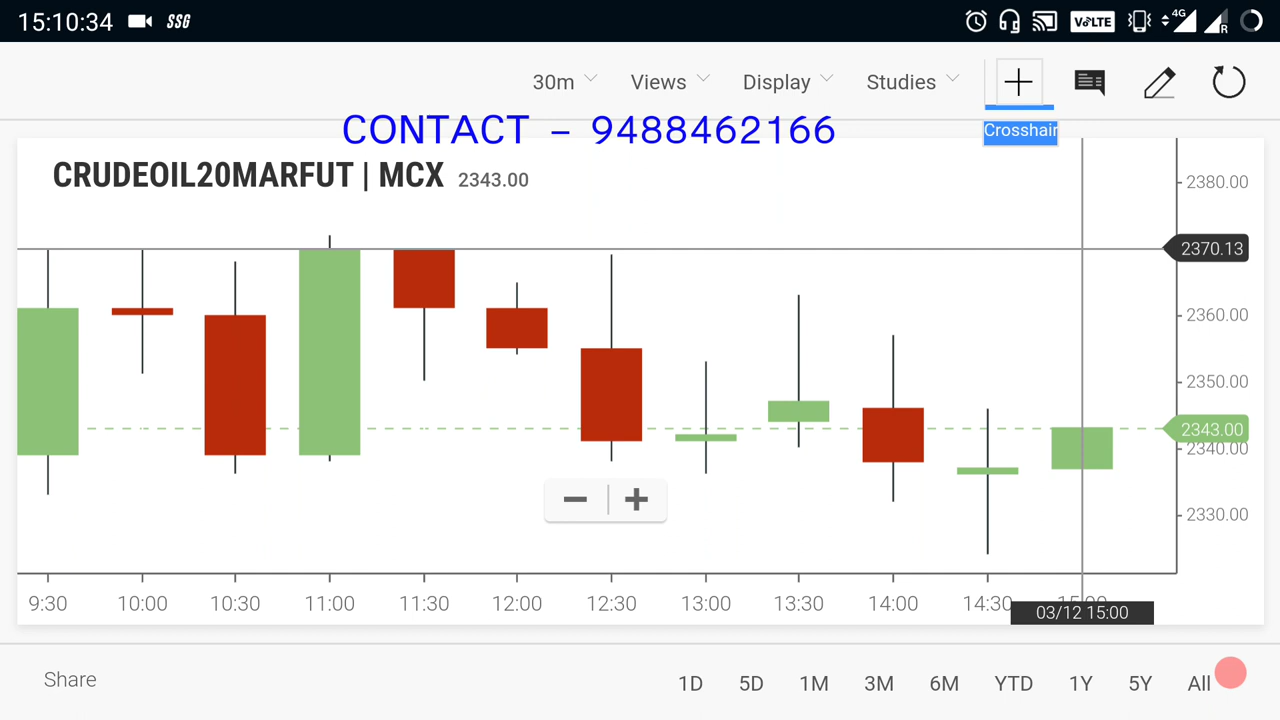 15:10:34 SSG VoLTE 4G R
30m Views Display Studies
Crosshair
CONTACT - 9488462166
CRUDEOIL20MARFUT | MCX 2343.00
2380.00
2370.13
2360.00
2350.00
2343.00
2340.00
2330.00
9:30 10:00 10:30 11:00 11:30 12:00 12:30 13:00 13:30 14:00 14:30 15:00
03/12 15:00
Share 1D 5D 1M 3M 6M YTD 1Y 5Y All